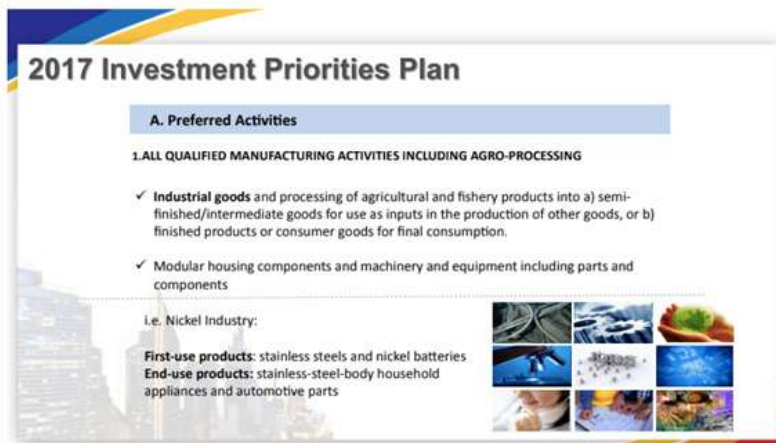 2017 Investment Priorities Plan
A. Preferred Activities
1.ALL QUALIFIED MANUFACTURING ACTIVITIES INCLUDING AGRO-PROCESSING
✓ Industrial goods and processing of agricultural and fishery products into a) semi-
finished/intermediate goods for use as inputs in the production of other goods, or b)
finished products or consumer goods for final consumption.
✓ Modular housing components and machinery and equipment including parts and
components
i.e. Nickel Industry:
First-use products: stainless steels and nickel batteries
End-use products: stainless-steel-body household
appliances and automotive parts